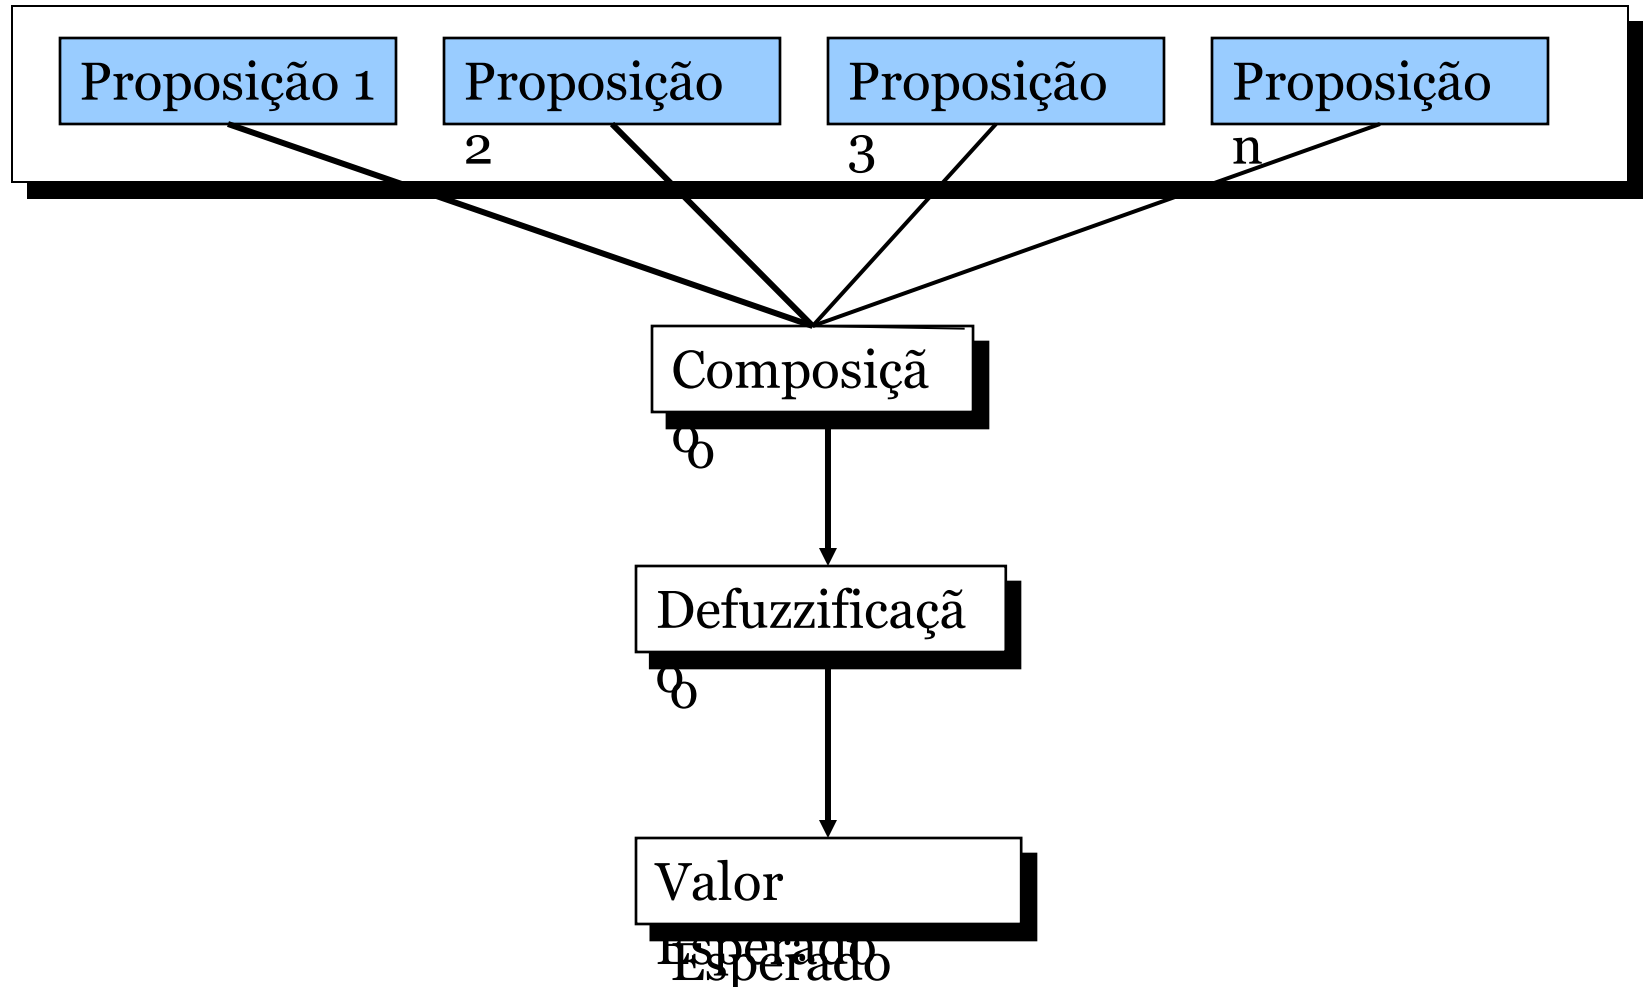 Proposição 1
Proposição
2
Proposição
3
Proposição
n
Composiçã
o
Defuzzificaçã
o
Valor
Esperado